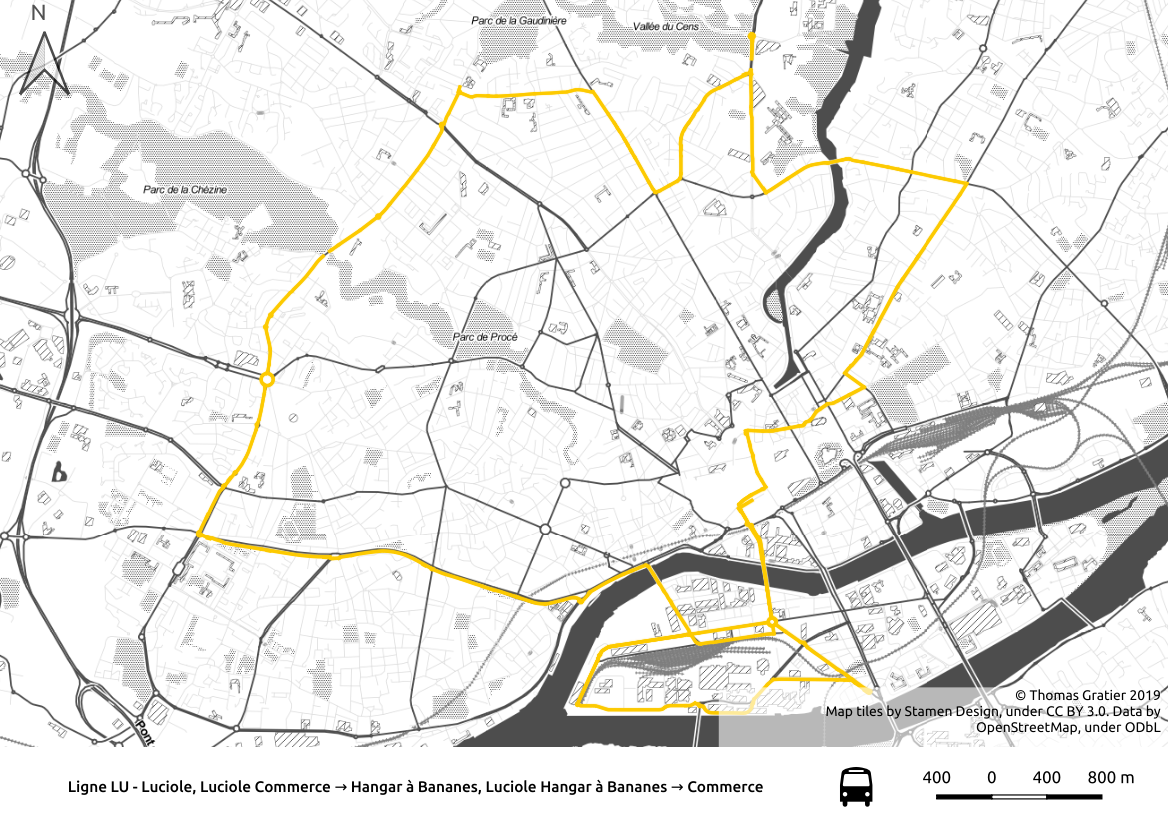 N
Parc de la Gaudinière
Vallée du Cens
Parc de la Chézine
Parc de Procé
b
Pont
© Thomas Gratier 2019
Map tiles by Stamen Design, under CC BY 3.0. Data by
OpenStreetMap, under ODbL
Ligne LU - Luciole, Luciole Commerce → Hangar à Bananes, Luciole Hangar à Bananes → Commerce
400 0 400 800 m